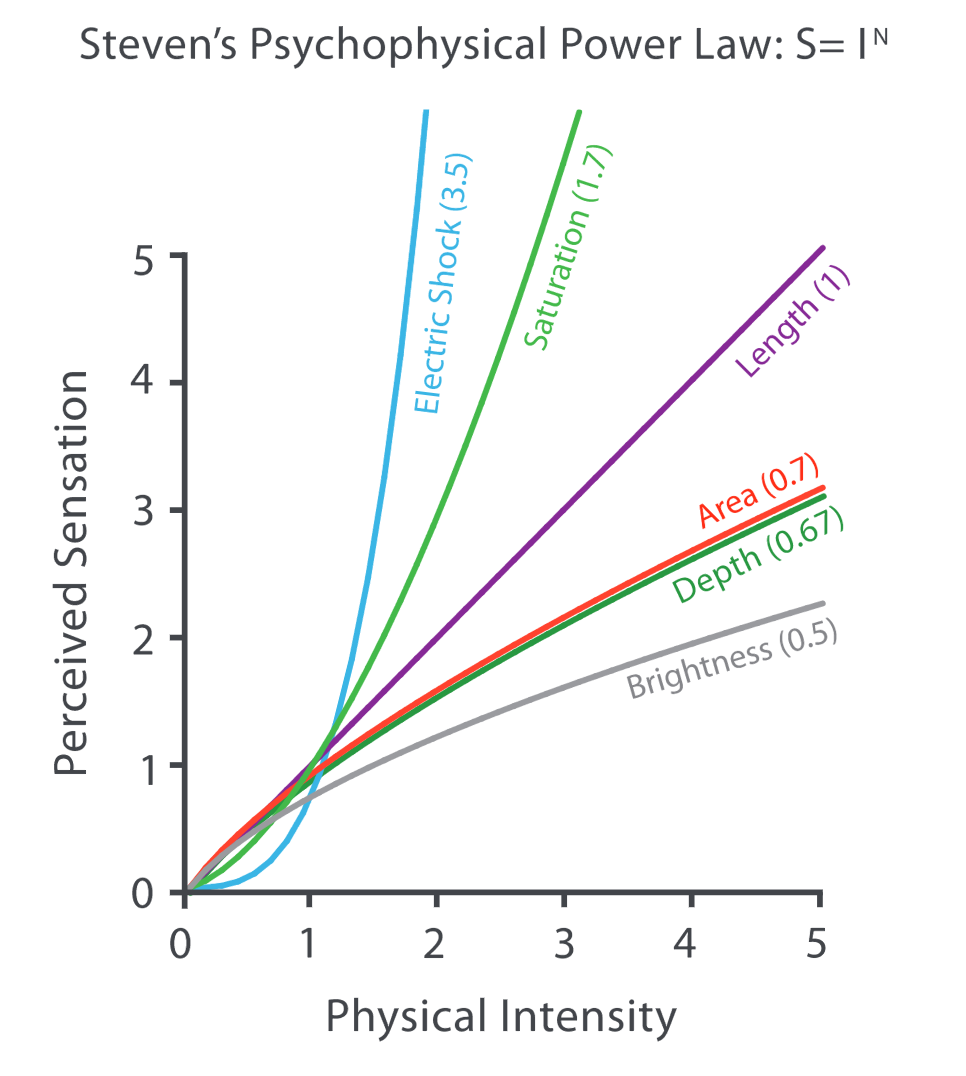 Steven’s Psychophysical Power Law: S= I^N
Electric Shock (3.5)
Saturation (1.7)
Length (1)
Area (0.7)
Depth (0.67)
Brightness (0.5)
Perceived Sensation
5
4
3
2
1
0
0 1 2 3 4 5
Physical Intensity